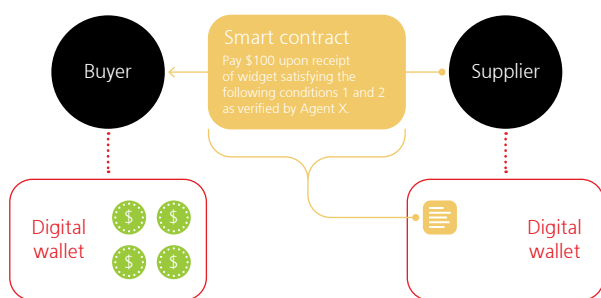 Buyer
Smart contract
Pay $100 upon receipt
of widget satisfying the
following conditions 1 and 2
as verified by Agent X.
Supplier
Digital
wallet
$ $
$ $
Digital
wallet